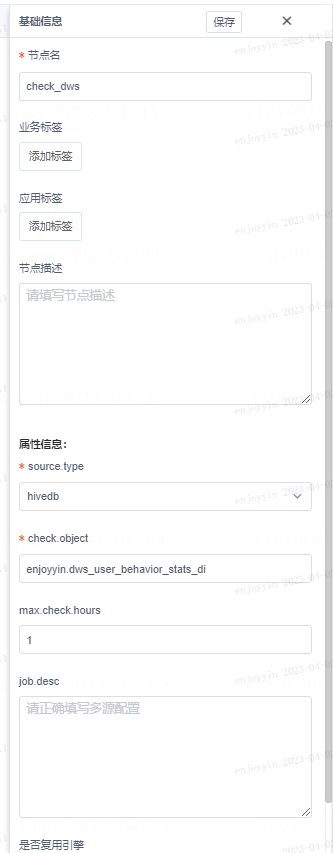 基础信息
保存
* 节点名
check_dws
业务标签
添加标签
应用标签
添加标签
节点描述
请填写节点描述
属性信息:
* source.type
hivedb
* check.object
enjoyyin.dws_user_behavior_stats_di
max.check.hours
1
job.desc
请正确填写多源配置
是否复用引擎